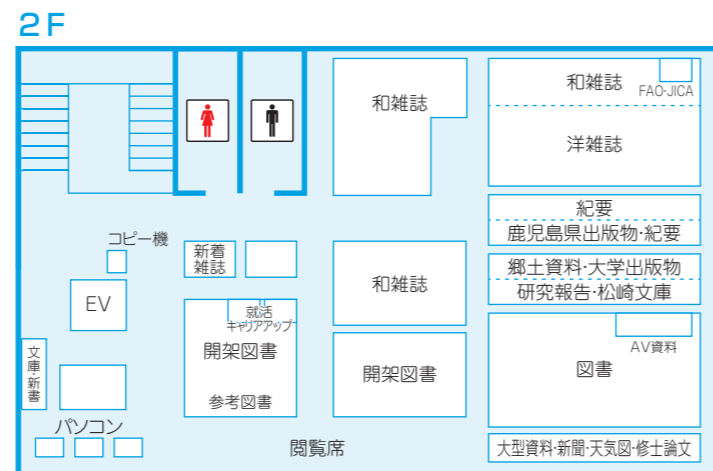 2F
和雑誌
和雑誌
FAO·JICA
洋雑誌
紀要
鹿児島県出版物·紀要
コピー機
新着
雑誌
郷土資料·大学出版物
研究報告·松崎文庫
和雑誌
EV
就活
キャリアアップ
開架図書
参考図書
AV資料
図書
開架図書
文庫·新書
パソコン
閲覧席
大型資料·新聞·天気図·修士論文